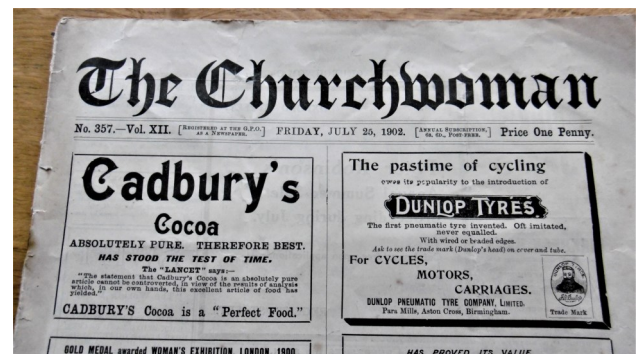 The Churchwoman
No. 357.—Vol. XII. [REGISTERED AT THE G.P.O. AS A NEWSPAPER.] FRIDAY, JULY 25, 1902. [ANNUAL SUBSCRIPTION, 6s. 6D., POST-FREE.] Price One Penny.
Cadbury's
Cocoa
ABSOLUTELY PURE. THEREFORE BEST.
HAS STOOD THE TEST OF TIME.
The "LANCET" says:—
"The statement that Cadbury's Cocoa is an absolutely pure
article cannot be controverted, in view of the results of analysis
which, in our own hands, this excellent article of food has
yielded."
CADBURY'S Cocoa is a "Perfect Food."
The pastime of cycling
owes its popularity to the introduction of
DUNLOP TYRES.
The first pneumatic tyre invented. Oft imitated,
never equalled.
With wired or beaded edges.
Ask to see the trade mark (Dunlop's head) on cover and tube.
For CYCLES,
MOTORS,
CARRIAGES.
DUNLOP PNEUMATIC TYRE COMPANY, LIMITED.
Para Mills, Aston Cross, Birmingham.
Trade Mark
GOLD MEDAL awarded WOMAN'S EXHIBITION, LONDON, 1900.
HAS PROVED ITS VALUE